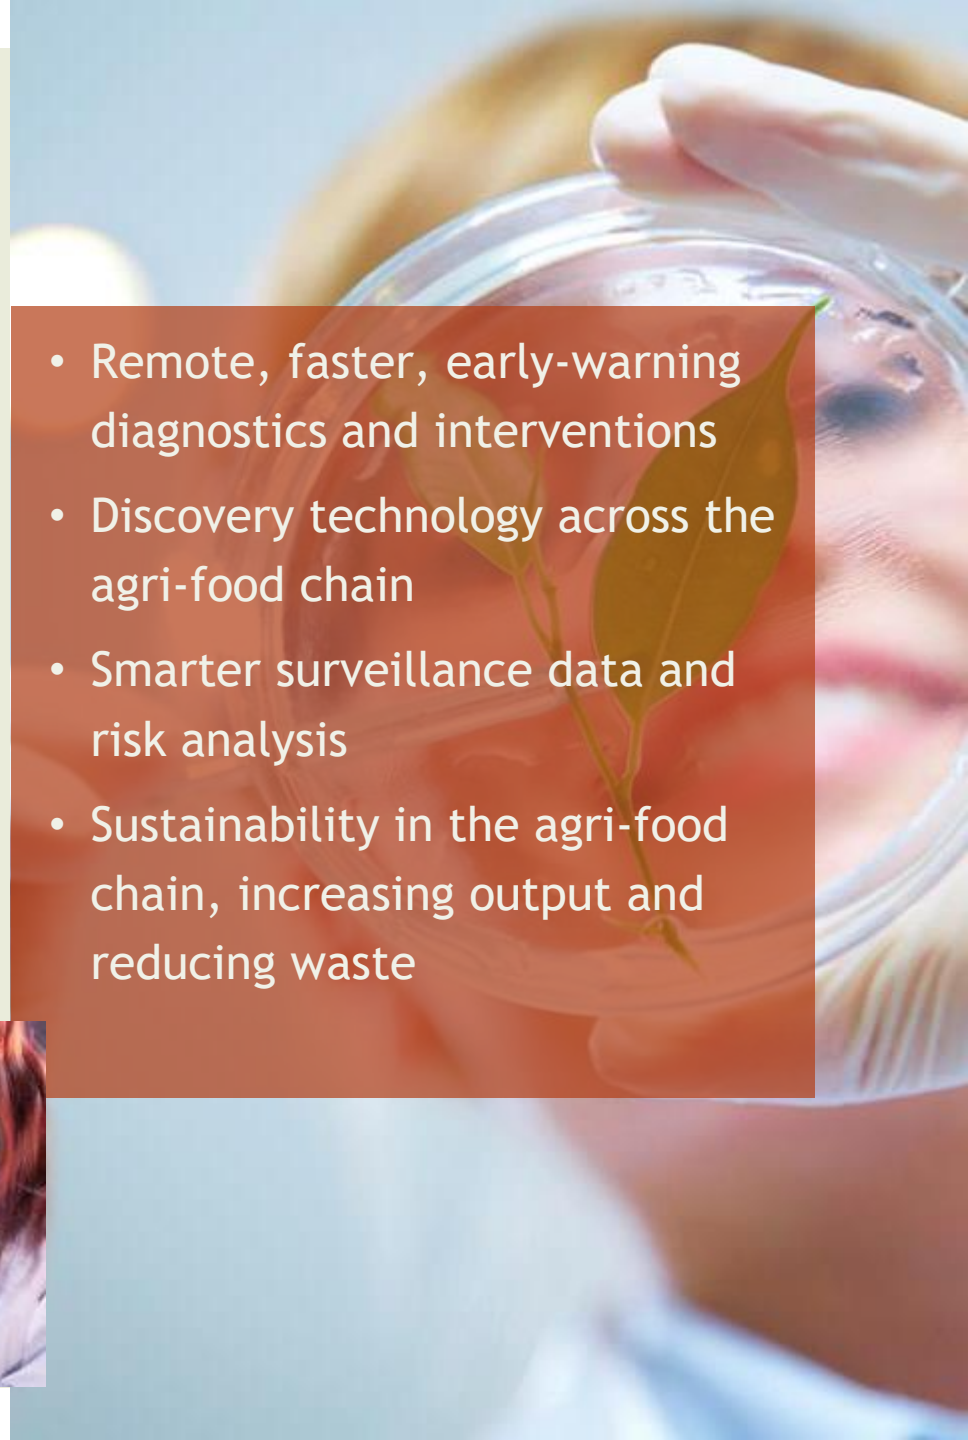 • Remote, faster, early-warning
diagnostics and interventions
• Discovery technology across the
agri-food chain
• Smarter surveillance data and
risk analysis
• Sustainability in the agri-food
chain, increasing output and
reducing waste